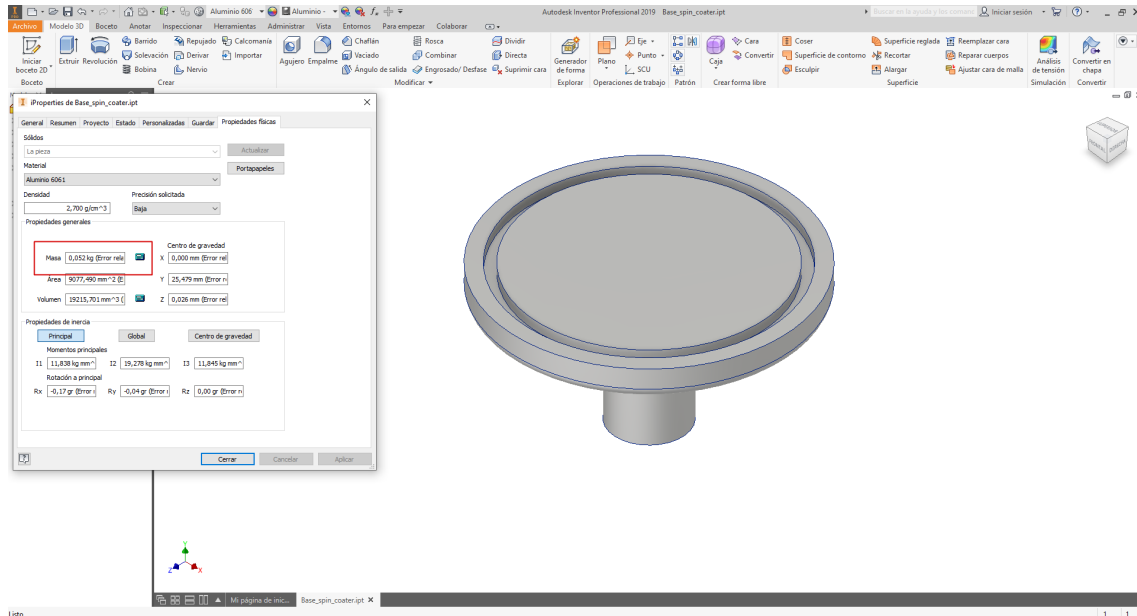 Aluminio 606
Aluminio -
Autodesk Inventor Professional 2019 Base_spin_coater.ipt
Iniciar sesión
Archivo Modelo 3D Boceto Anotar Inspeccionar Herramientas Administrar Vista Entornos Para empezar Colaborar
Iniciar boceto 2D
Extruir
Revolución
Barrido
Solevación
Bobina
Repujado
Derivar
Nervio
Calcomanía
Importar
Agujero
Empalme
Chaflán
Vaciado
Ángulo de salida
Rosca
Combinar
Engrosado/ Desfase
Dividir
Directa
Suprimir cara
Generador de forma
Plano
Eje
Punto
SCU
Caja
Cara
Convertir
Coser
Superficie de contorno
Esculpir
Superficie reglada
Recortar
Alargar
Reemplazar cara
Reparar cuerpos
Ajustar cara de malla
Análisis de tensión
Convertir en chapa
Boceto Crear Modificar Explorar Operaciones de trabajo Patrón Crear forma libre Superficie Simulación Convertir
iProperties de Base_spin_coater.ipt
General Resumen Proyecto Estado Personalizadas Guardar Propiedades físicas
Sólidos
La pieza Actualizar
Material Portapapeles
Aluminio 6061
Densidad Precisión solicitada
2,700 g/cm^3 Baja
Propiedades generales
Centro de gravedad
Masa 0,052 kg (Error rela X 0,000 mm (Error rel
Área 9077,490 mm^2 (E Y 25,479 mm (Error r
Volumen 19215,701 mm^3 ( Z 0,026 mm (Error rel
Propiedades de inercia
Principal Global Centro de gravedad
Momentos principales
I1 11,838 kg mm^ I2 19,278 kg mm^ I3 11,845 kg mm^
Rotación a principal
Rx -0,17 gr (Error r Ry -0,04 gr (Error r Rz 0,00 gr (Error r
Cerrar Cancelar Aplicar
Y
Z X
Mi página de inic... Base_spin_coater.ipt
Listo 1 1